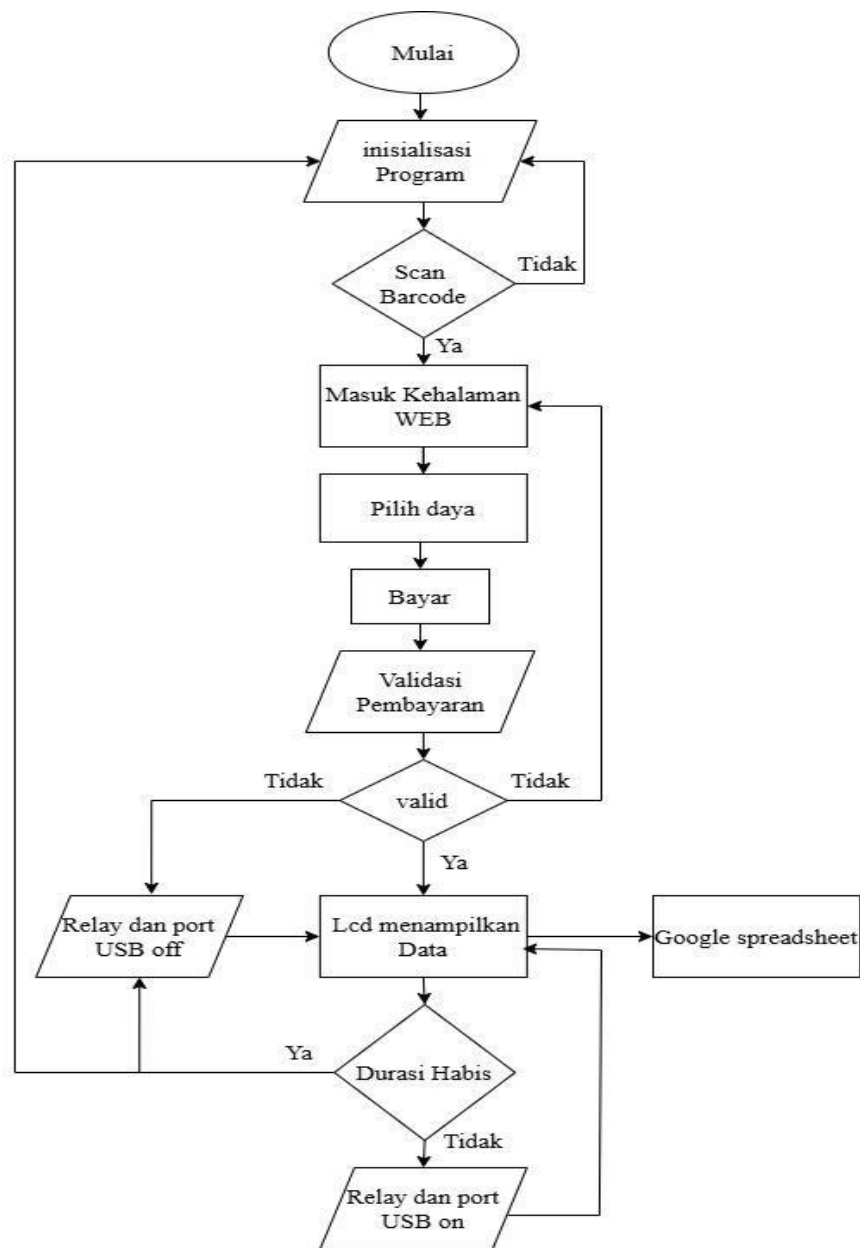 Mulai
inisialisasi
Program
Scan
Barcode
Tidak
Ya
Masuk Kehalaman
WEB
Pilih daya
Bayar
Validasi
Pembayaran
Tidak
valid
Tidak
Ya
Relay dan port
USB off
Lcd menampilkan
Data
Google spreadsheet
Ya
Durasi Habis
Tidak
Relay dan port
USB on